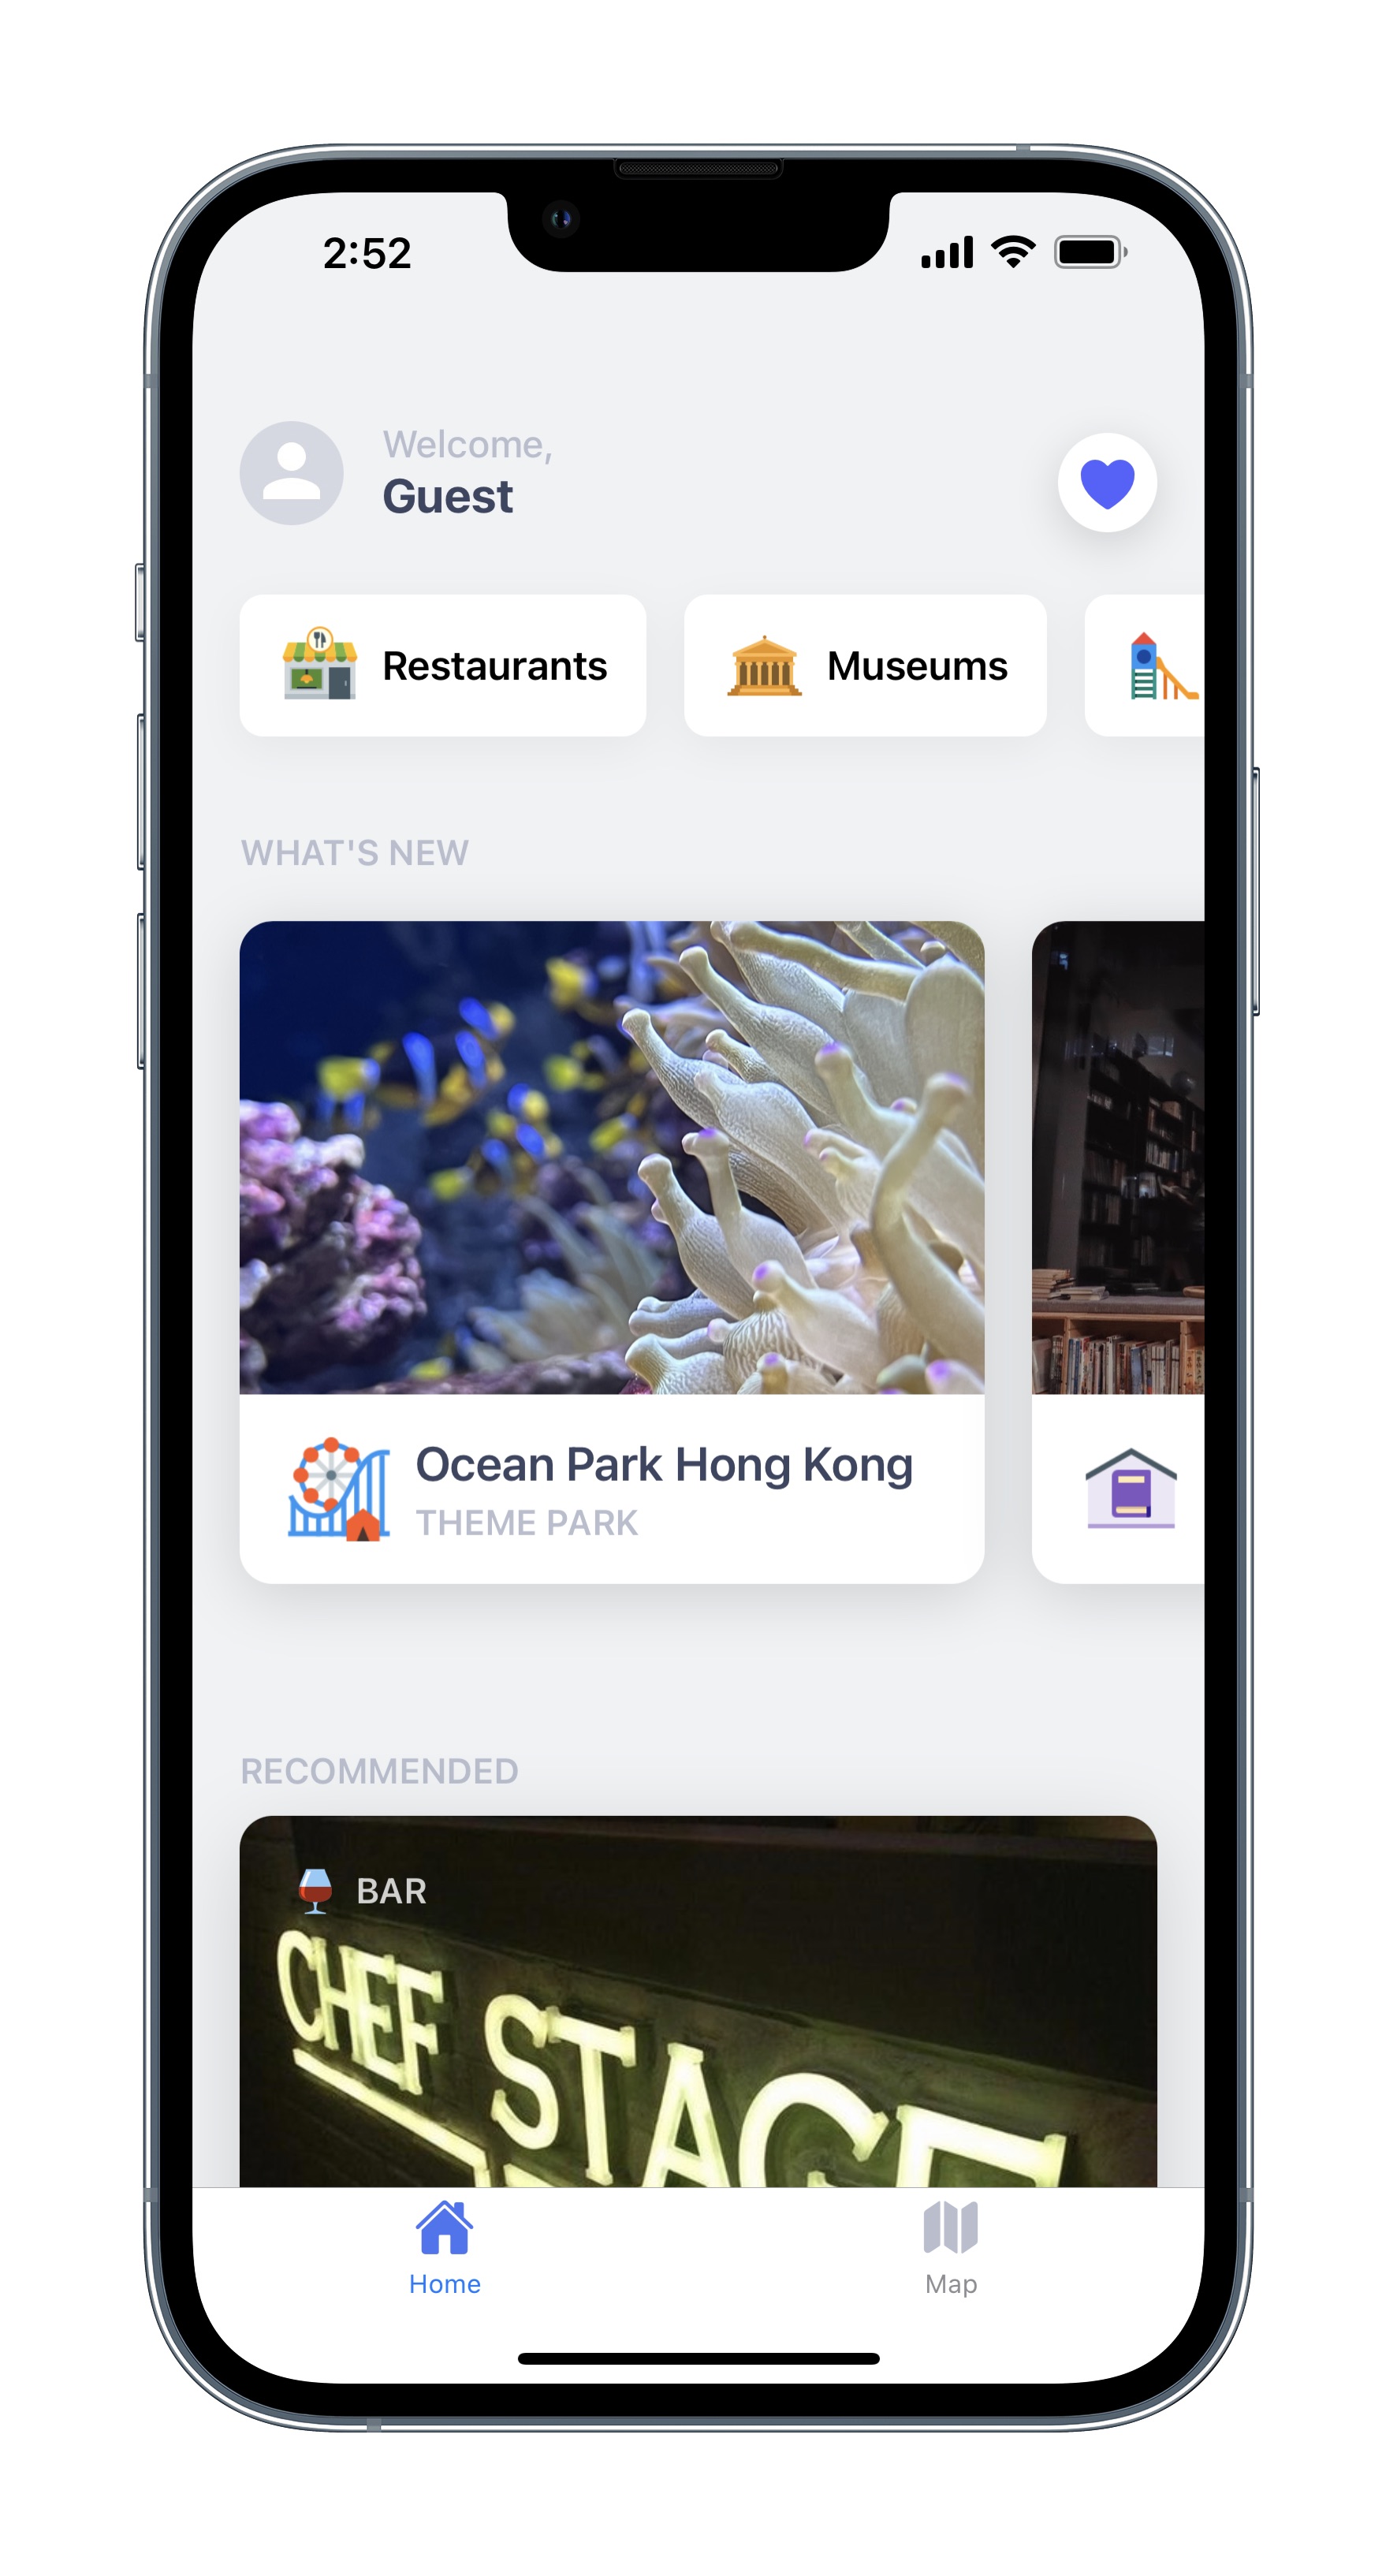 2:52
Welcome,
Guest
Restaurants
Museums
WHAT'S NEW
Ocean Park Hong Kong
THEME PARK
RECOMMENDED
BAR
CHEF STAGE
Home
Map